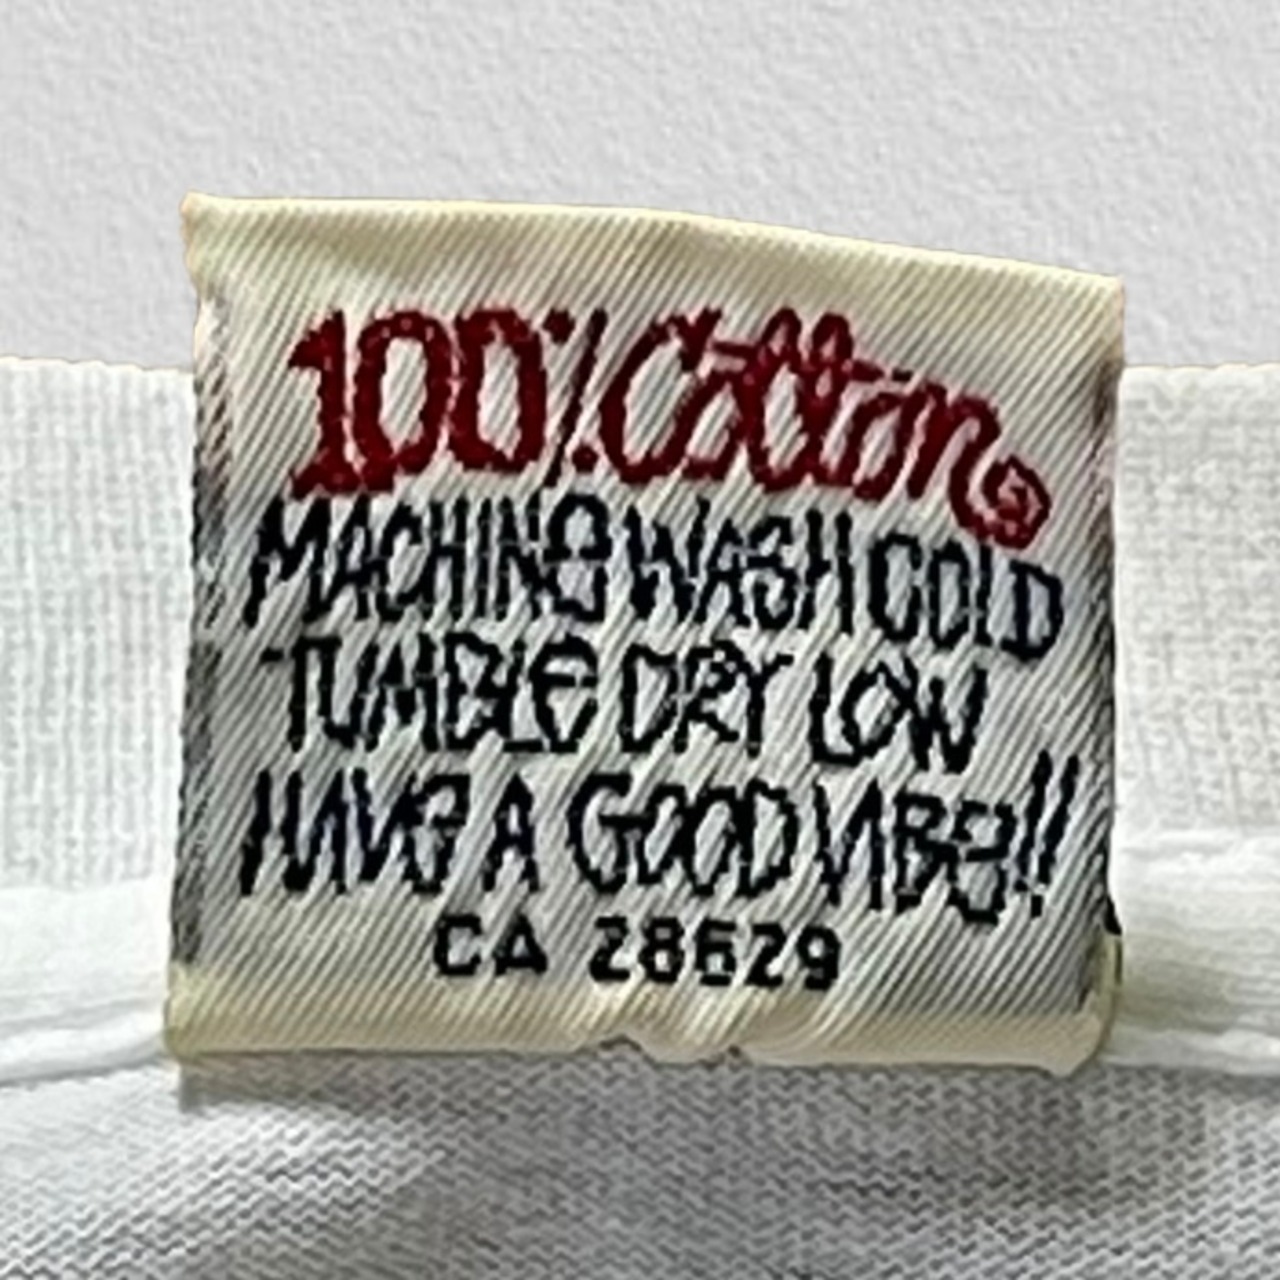 100% Cotton
MACHINE WASH COLD
TUMBLE DRY LOW
HAVE A GOOD VIBE!!
CA 28629